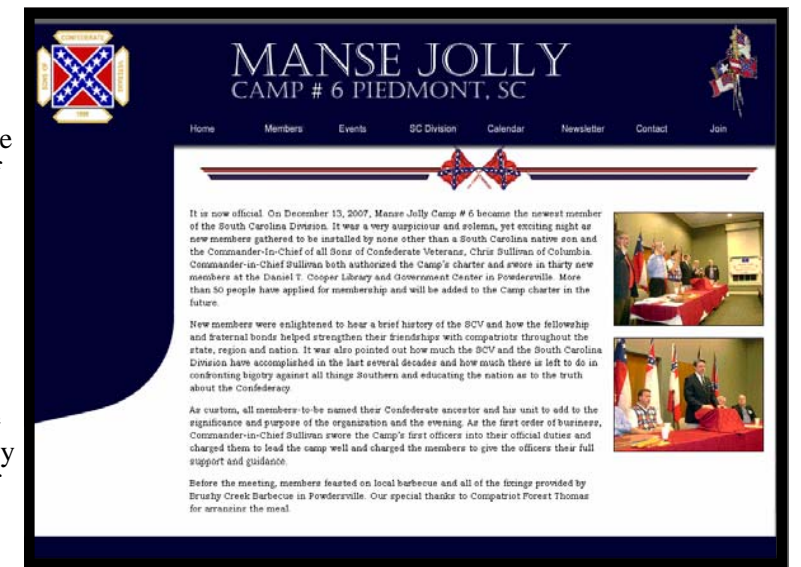 CONFEDERATE
SONS OF
VETERANS
1896
MANSE JOLLY
CAMP # 6 PIEDMONT, SC
Home Members Events SC Division Calendar Newsletter Contact Join
It is now official. On December 13, 2007, Manse Jolly Camp # 6 became the newest member
of the South Carolina Division. It was a very auspicious and solemn, yet exciting night as
new members gathered to be installed by none other than a South Carolina native son and
the Commander-In-Chief of all Sons of Confederate Veterans, Chris Sullivan of Columbia.
Commander-in-Chief Sullivan both authorized the Camp's charter and swore in thirty new
members at the Daniel T. Cooper Library and Government Center in Powdersville. More
than 50 people have applied for membership and will be added to the Camp charter in the
future.
New members were enlightened to hear a brief history of the SCV and how the fellowship
and fraternal bonds helped strengthen their friendships with compatriots throughout the
state, region and nation. It was also pointed out how much the SCV and the South Carolina
Division have accomplished in the last several decades and how much there is left to do in
confronting bigotry against all things Southern and educating the nation as to the truth
about the Confederacy.
As custom, all members-to-be named their Confederate ancestor and his unit to add to the
significance and purpose of the organization and the evening. As the first order of business,
Commander-in-Chief Sullivan swore the Camp's first officers into their official duties and
charged them to lead the camp well and charged the members to give the officers their full
support and guidance.
Before the meeting, members feasted on local barbecue and all of the fixings provided by
Brushy Creek Barbecue in Powdersville. Our special thanks to Compatriot Forest Thomas
for arranging the meal.